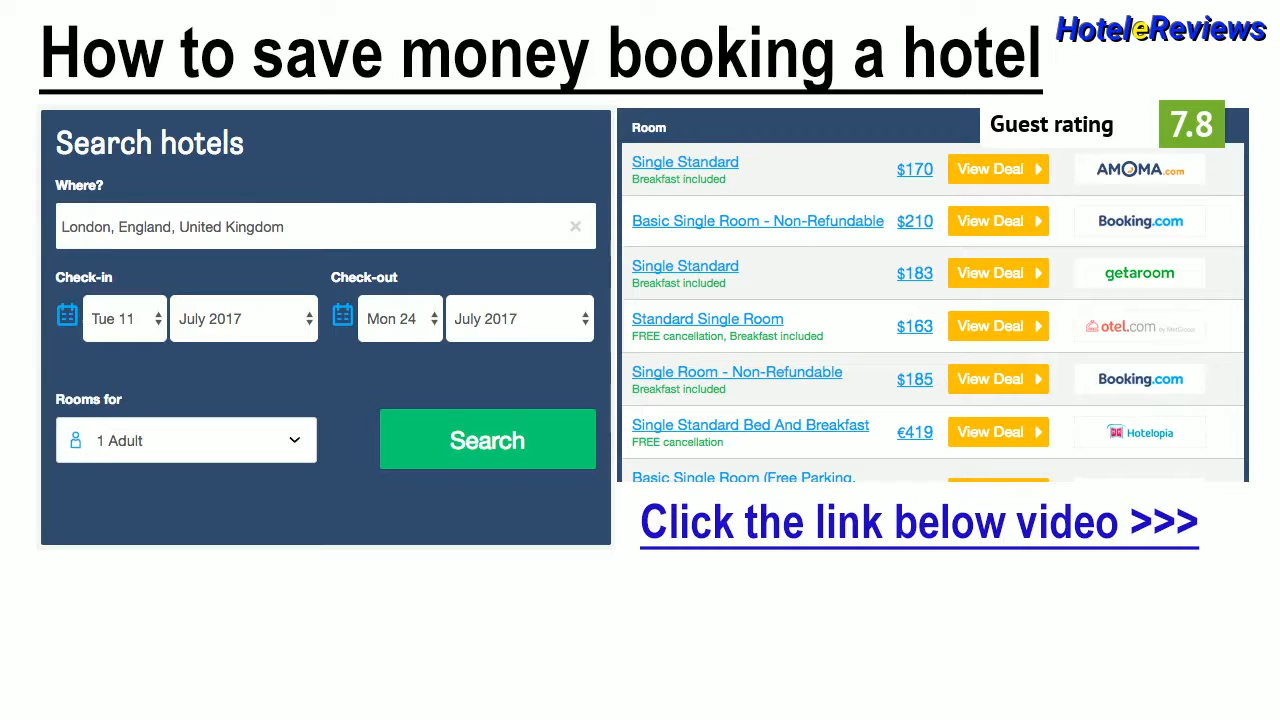 How to save money booking a hotel
HoteleReviews
Search hotels
Where?
London, England, United Kingdom
Check-in
Check-out
Tue 11
July 2017
Mon 24
July 2017
Rooms for
1 Adult
Search
Room
Guest rating
7.8
Single Standard
Breakfast included
$170
View Deal
AMOMA.com
Basic Single Room - Non-Refundable
$210
View Deal
Booking.com
Single Standard
Breakfast included
$183
View Deal
getaroom
Standard Single Room
FREE cancellation, Breakfast included
$163
View Deal
otel.com
Single Room - Non-Refundable
Breakfast included
$185
View Deal
Booking.com
Single Standard Bed And Breakfast
FREE cancellation
€419
View Deal
Hotelopia
Basic Single Room (Free Parking,
Click the link below video >>>